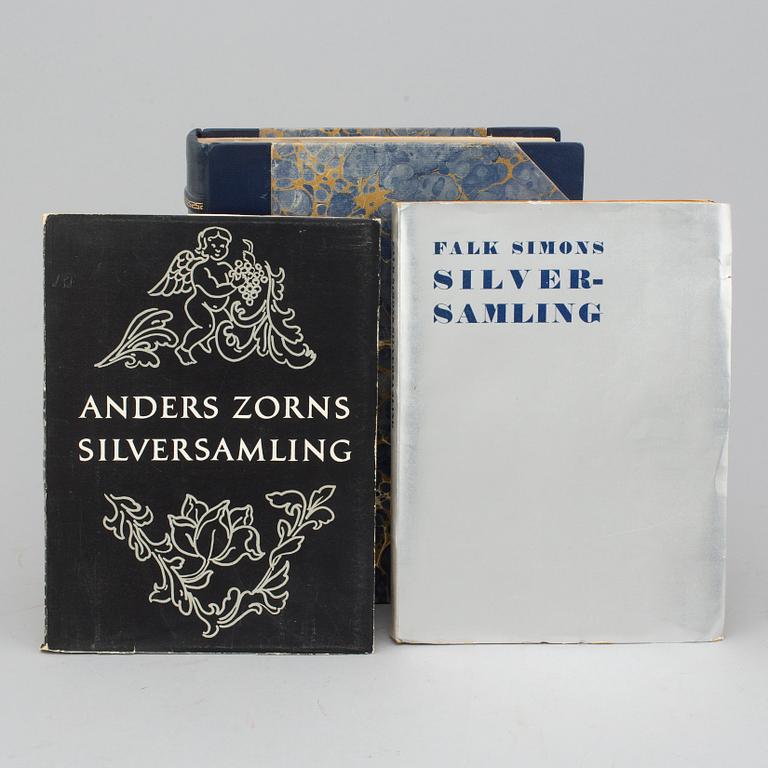 ANDERS ZORNS
SILVERSAMLING
FALK SIMONS
SILVER-
SAMLING